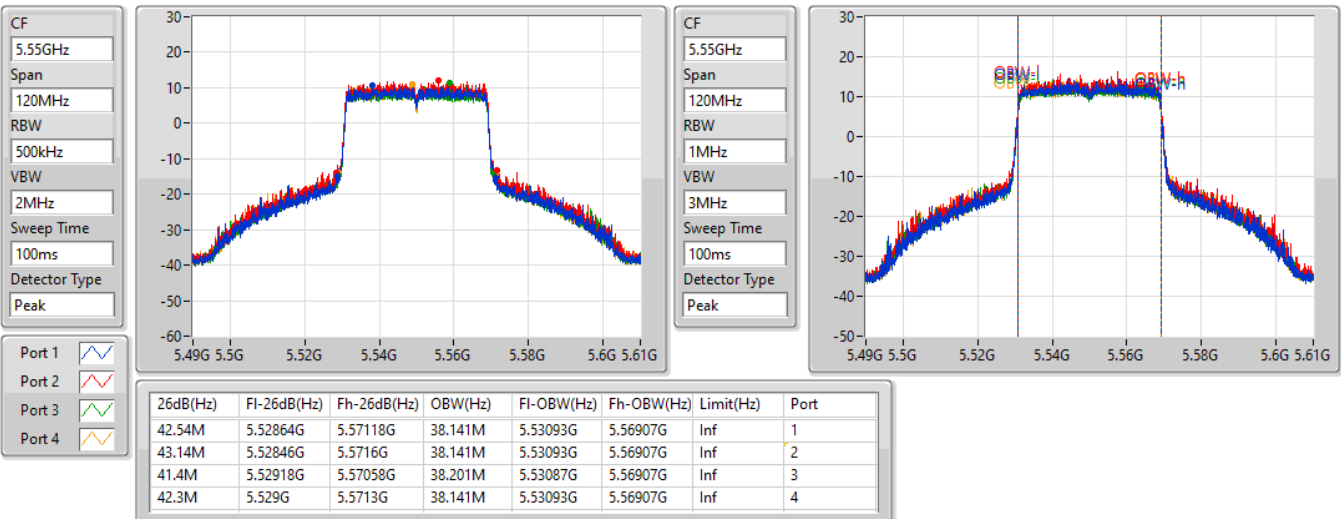 CF
5.55GHz
Span
120MHz
RBW
500kHz
VBW
2MHz
Sweep Time
100ms
Detector Type
Peak
30
20
10
0
-10
-20
-30
-40
-50
-60
5.49G 5.5G 5.52G 5.54G 5.56G 5.58G 5.6G 5.61G
CF
5.55GHz
Span
120MHz
RBW
1MHz
VBW
3MHz
Sweep Time
100ms
Detector Type
Peak
30
20
10
0
-10
-20
-30
-40
-50
OBW-l OBW-h
5.49G 5.5G 5.52G 5.54G 5.56G 5.58G 5.6G 5.61G
Port 1
Port 2
Port 3
Port 4
26dB(Hz) Fl-26dB(Hz) Fh-26dB(Hz) OBW(Hz) Fl-OBW(Hz) Fh-OBW(Hz) Limit(Hz) Port
42.54M 5.52864G 5.57118G 38.141M 5.53093G 5.56907G Inf 1
43.14M 5.52846G 5.5716G 38.141M 5.53093G 5.56907G Inf 2
41.4M 5.52918G 5.57058G 38.201M 5.53087G 5.56907G Inf 3
42.3M 5.529G 5.5713G 38.141M 5.53093G 5.56907G Inf 4